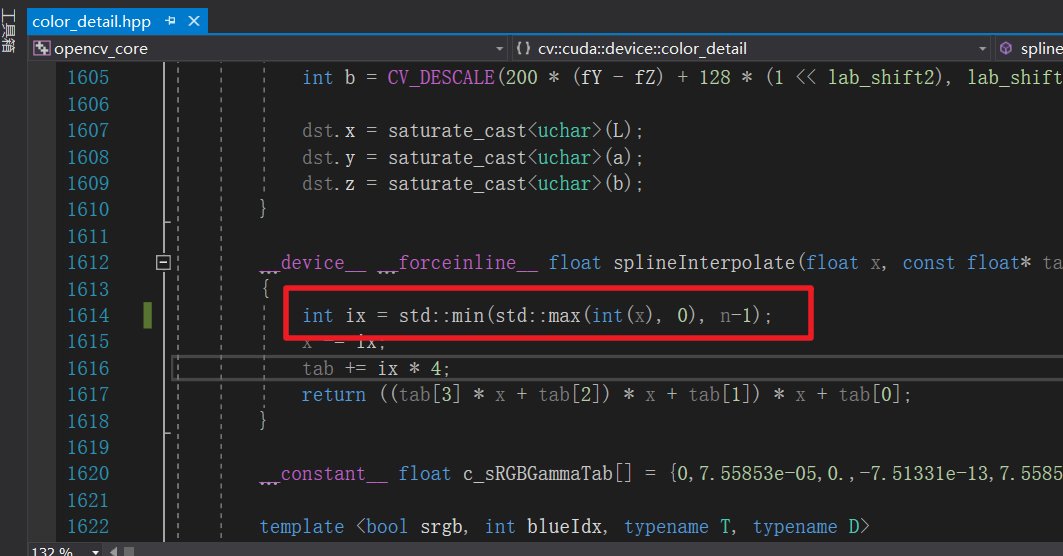 工具箱
color_detail.hpp
opencv_core
{} cv::cuda::device::color_detail
spline
1605 int b = CV_DESCALE(200 * (fY - fZ) + 128 * (1 << lab_shift2), lab_shift
1606
1607 dst.x = saturate_cast<uchar>(L);
1608 dst.y = saturate_cast<uchar>(a);
1609 dst.z = saturate_cast<uchar>(b);
1610 }
1611
1612 __device__ __forceinline__ float splineInterpolate(float x, const float* ta
1613 {
1614 int ix = std::min(std::max(int(x), 0), n-1);
1615 x -= ix;
1616 tab += ix * 4;
1617 return ((tab[3] * x + tab[2]) * x + tab[1]) * x + tab[0];
1618 }
1619
1620 __constant__ float c_sRGBGammaTab[] = {0,7.55853e-05,0.,-7.51331e-13,7.5585
1621
1622 template <bool srgb, int blueIdx, typename T, typename D>
132 %